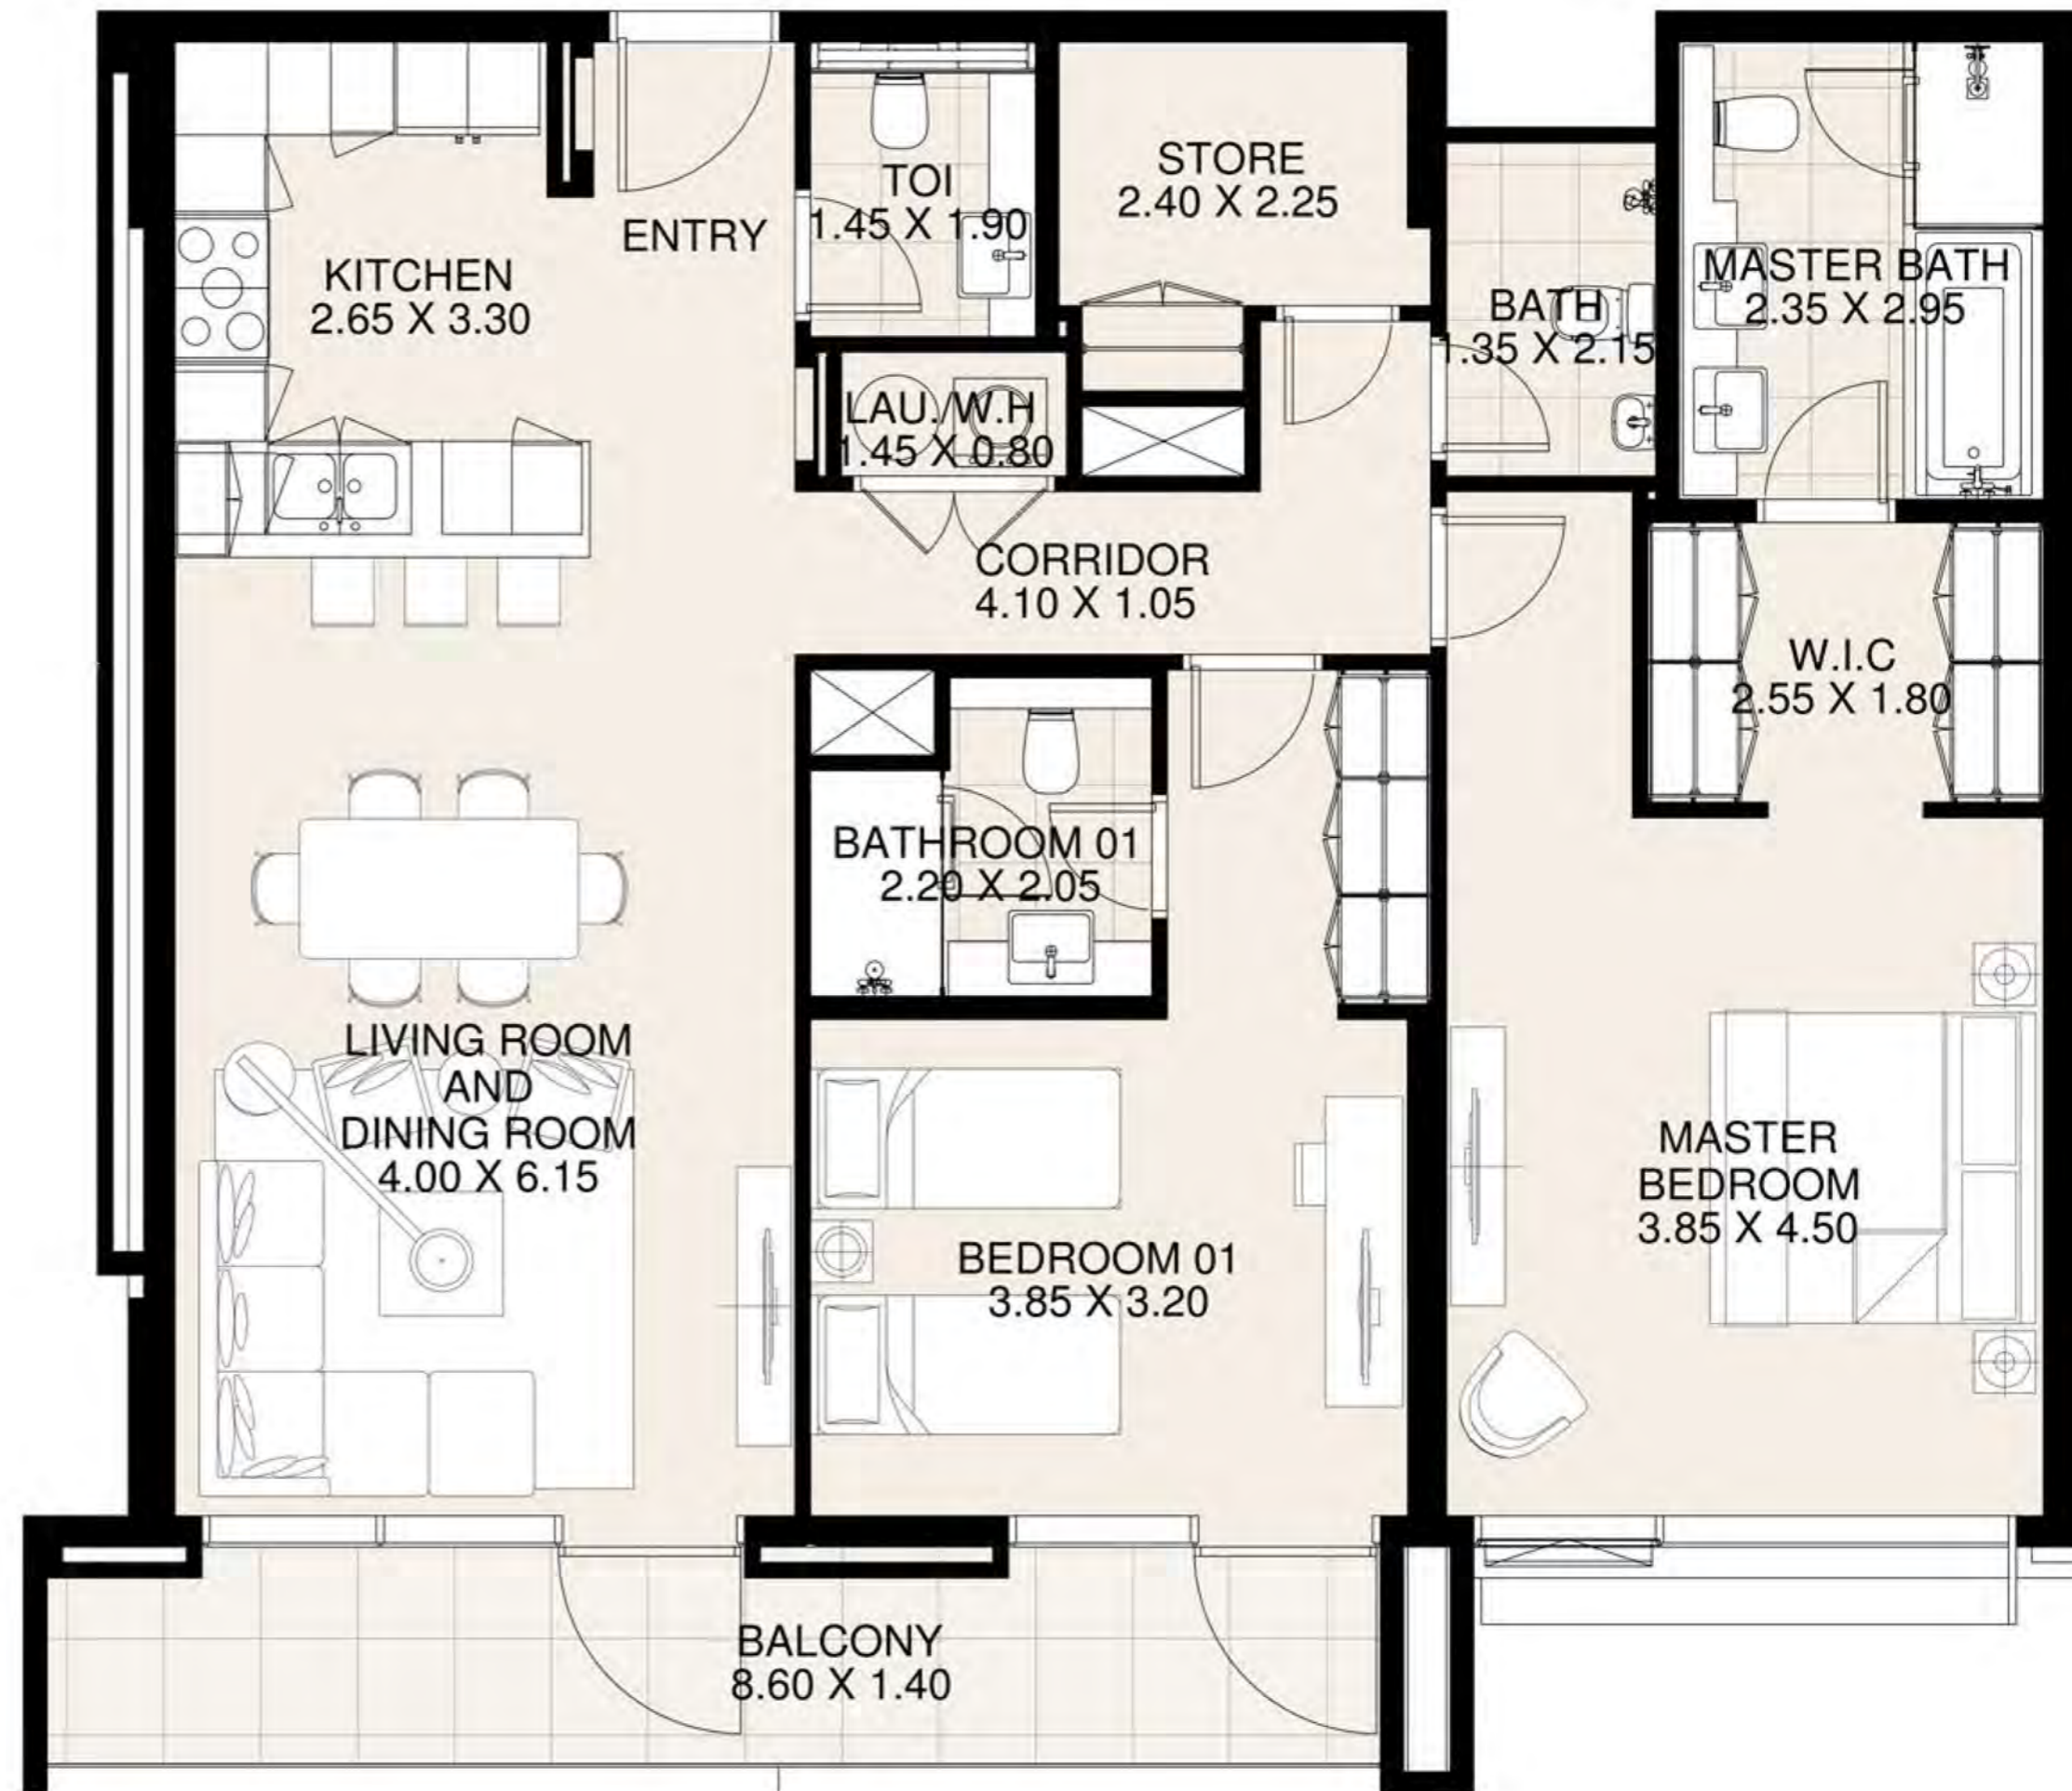 KITCHEN
2.65 X 3.30
ENTRY
TOI
1.45 X 1.90
STORE
2.40 X 2.25
BATH
1.35 X 2.15
MASTER BATH
2.35 X 2.95
LAU./W.H
1.45 X 0.80
CORRIDOR
4.10 X 1.05
W.I.C
2.55 X 1.80
BATHROOM 01
2.20 X 2.05
LIVING ROOM
AND
DINING ROOM
4.00 X 6.15
BEDROOM 01
3.85 X 3.20
MASTER
BEDROOM
3.85 X 4.50
BALCONY
8.60 X 1.40